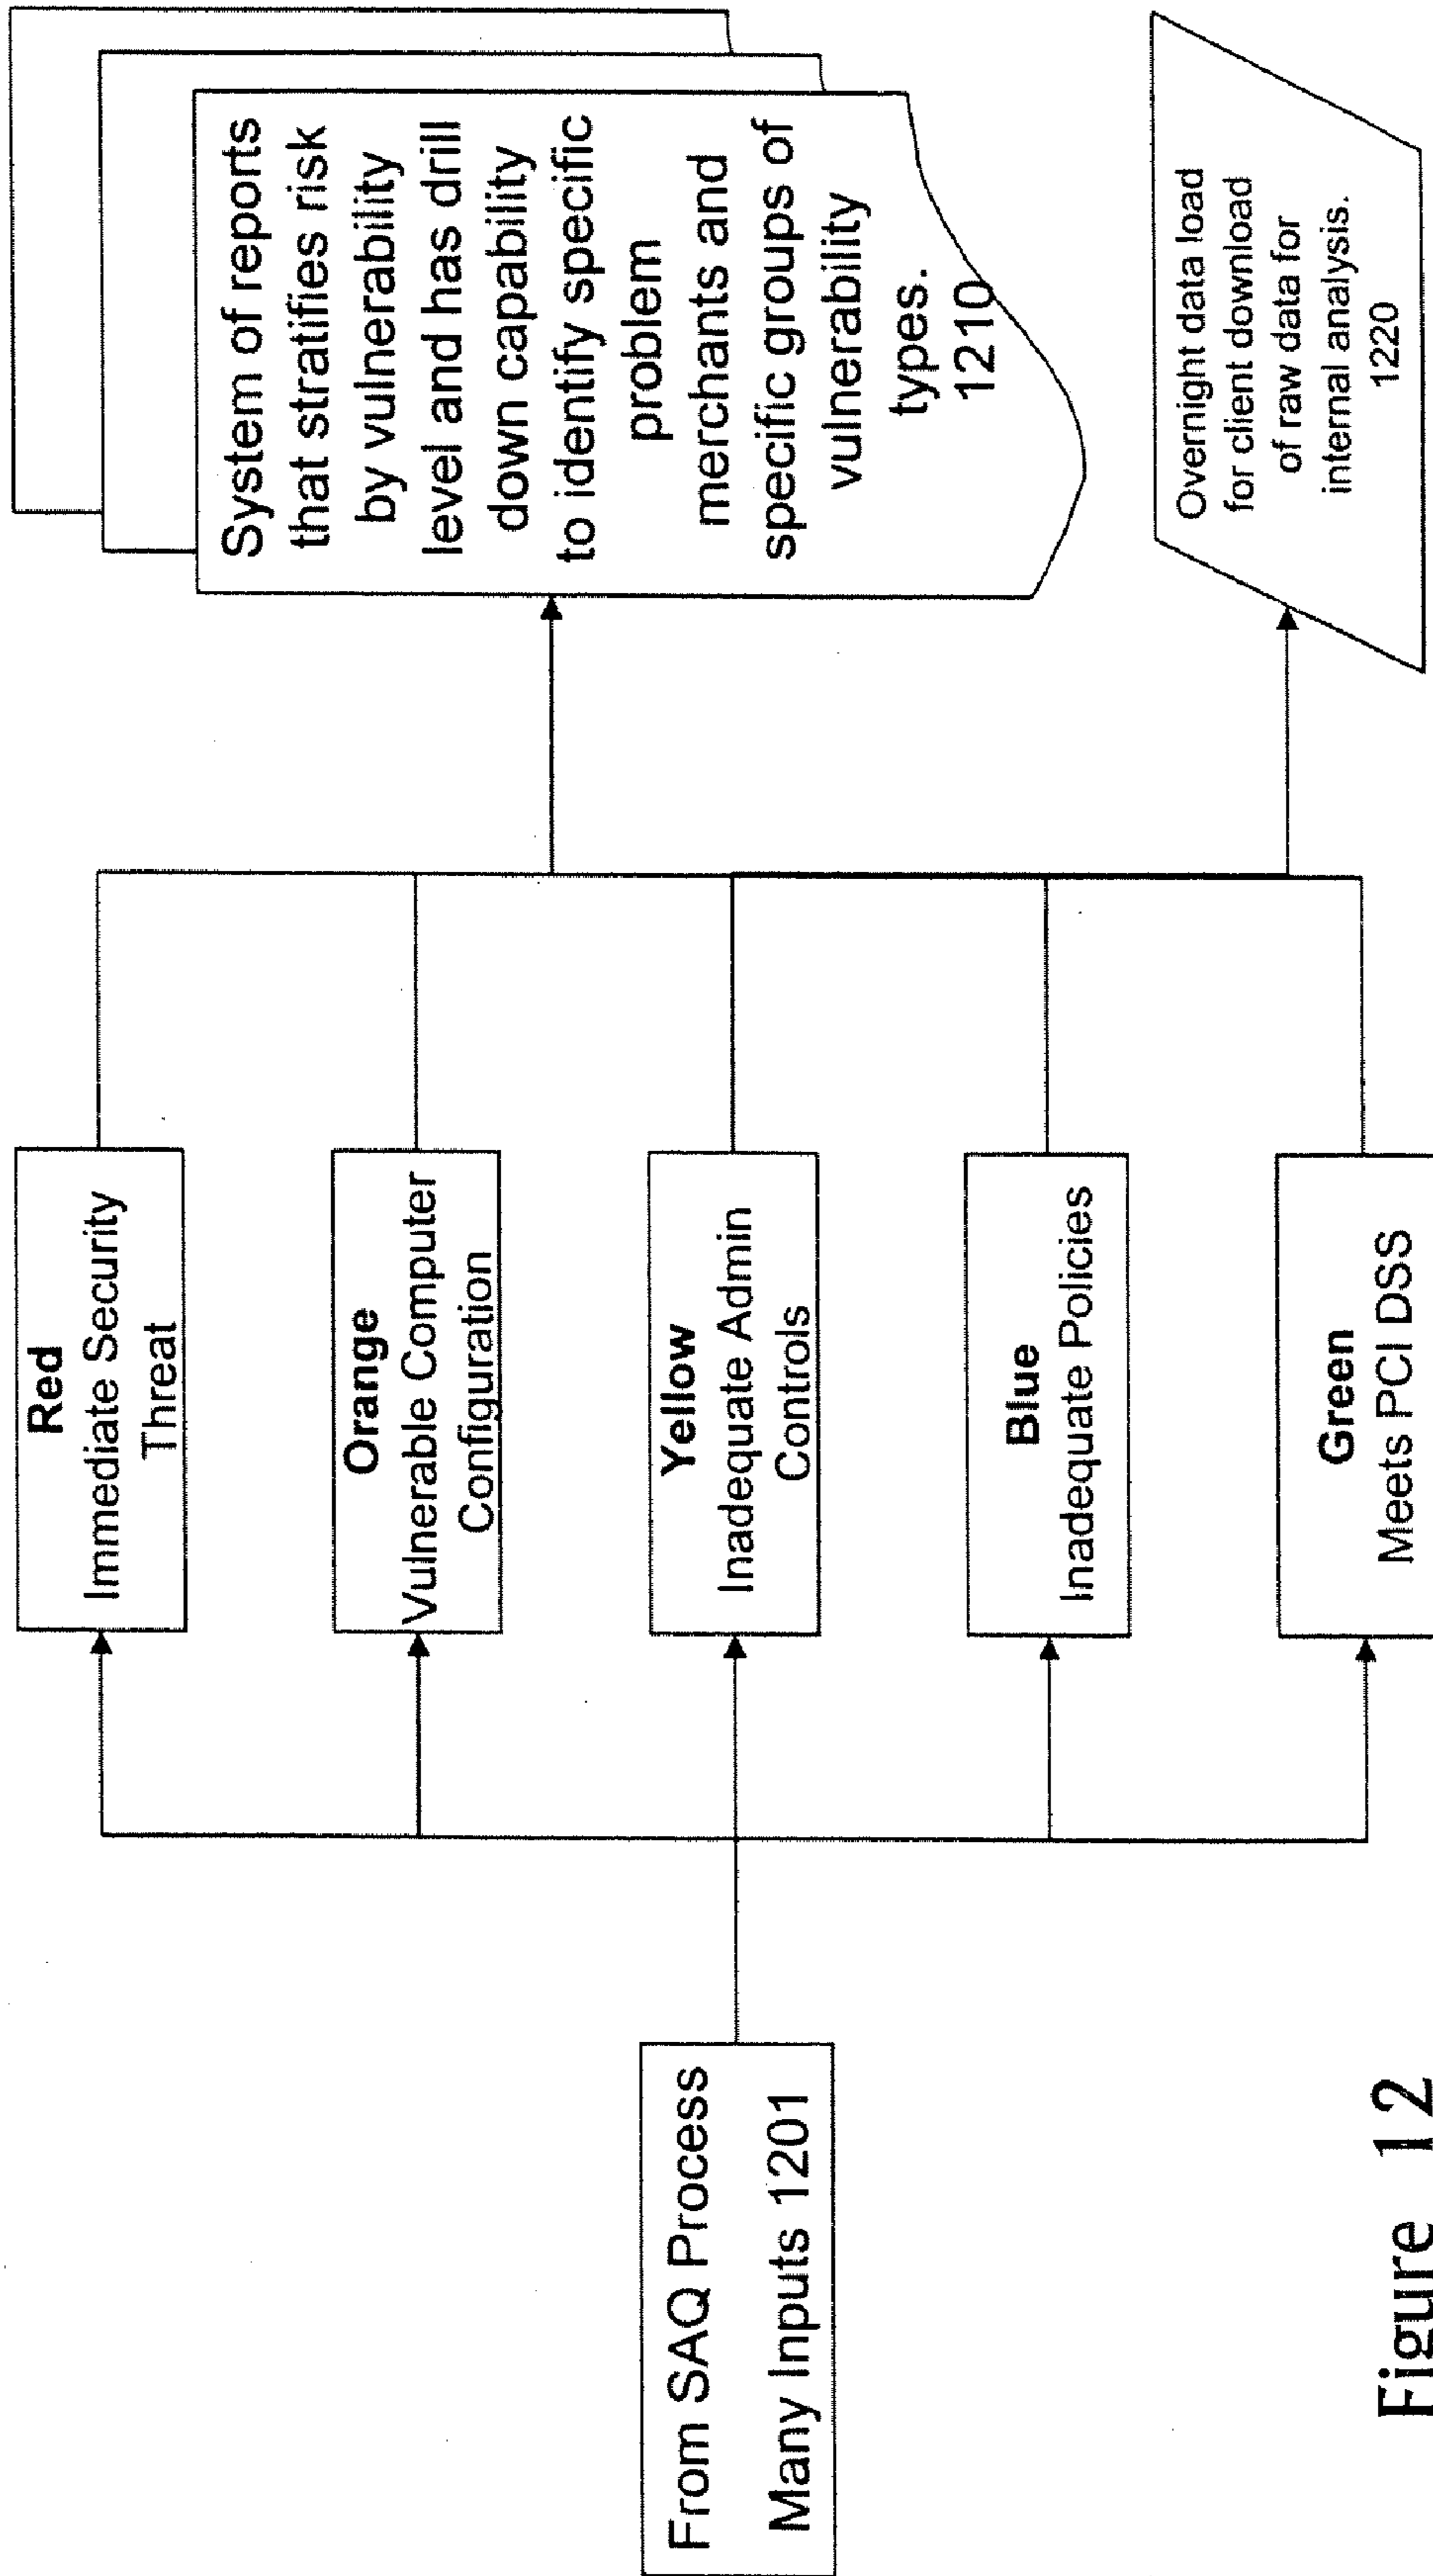 From SAQ Process
Many Inputs 1201
Red
Immediate Security
Threat
Orange
Vulnerable Computer
Configuration
Yellow
Inadequate Admin
Controls
Blue
Inadequate Policies
Green
Meets PCI DSS
System of reports
that stratifies risk
by vulnerability
level and has drill
down capability
to identify specific
problem
merchants and
specific groups of
vulnerability
types.
1210
Overnight data load
for client download
of raw data for
internal analysis.
1220
Figure 12